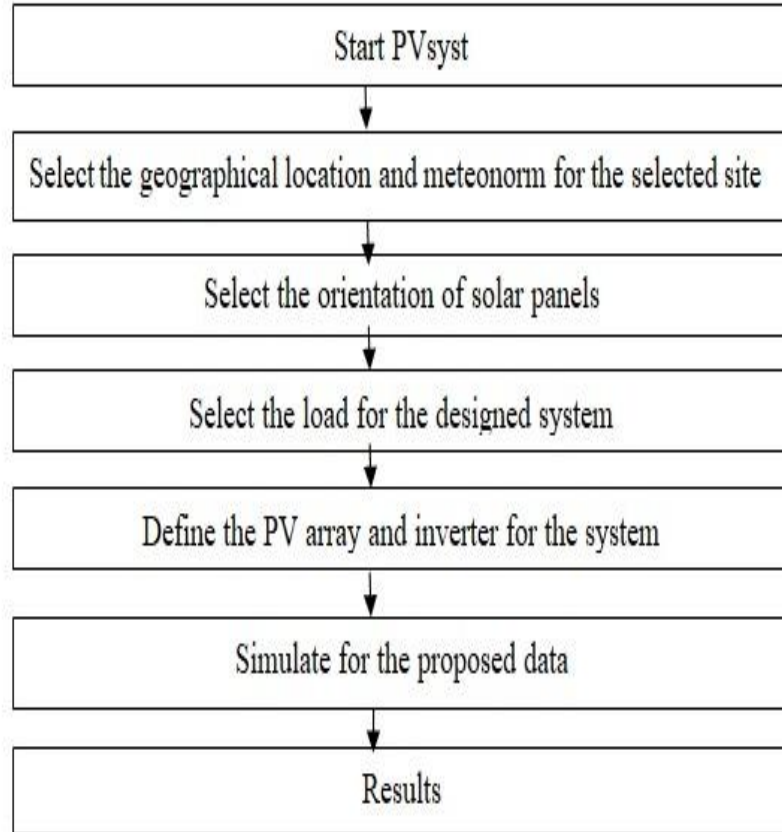 Start PVsyst
Select the geographical location and meteonorm for the selected site
Select the orientation of solar panels
Select the load for the designed system
Define the PV array and inverter for the system
Simulate for the proposed data
Results